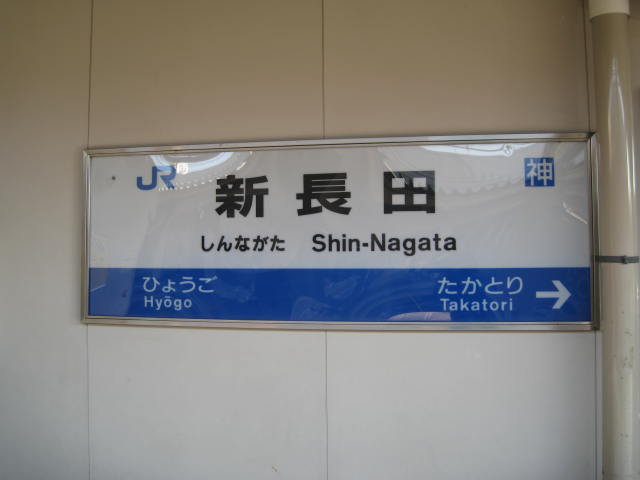 JR 新長田 神
しんながた Shin-Nagata
ひょうご たかとり →
Hyōgo Takatori